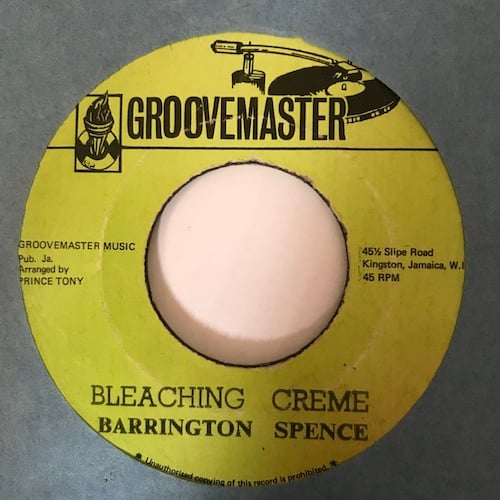 GROOVEMASTER
GROOVEMASTER MUSIC
Pub. Ja.
Arranged by
PRINCE TONY
45½ Slipe Road
Kingston, Jamaica, W.I
45 RPM
BLEACHING CREME
BARRINGTON SPENCE
* Unauthorised copying of this record is prohibited. *